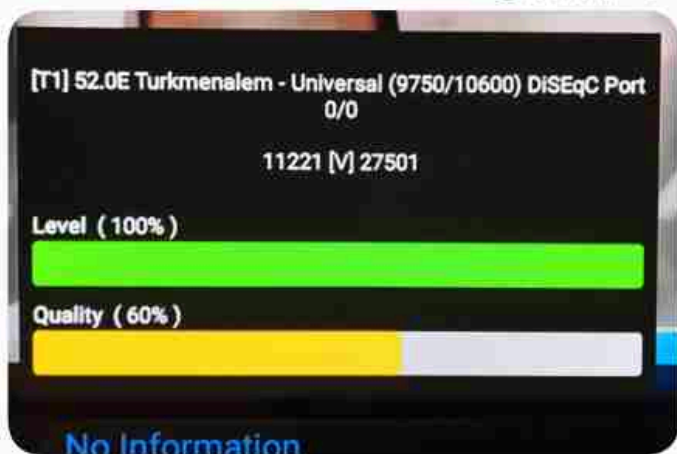 [T1] 52.0E Turkmenalem - Universal (9750/10600) DiSEqC Port
0/0
11221 [V] 27501
Level ( 100% )
Quality ( 60% )
No Information